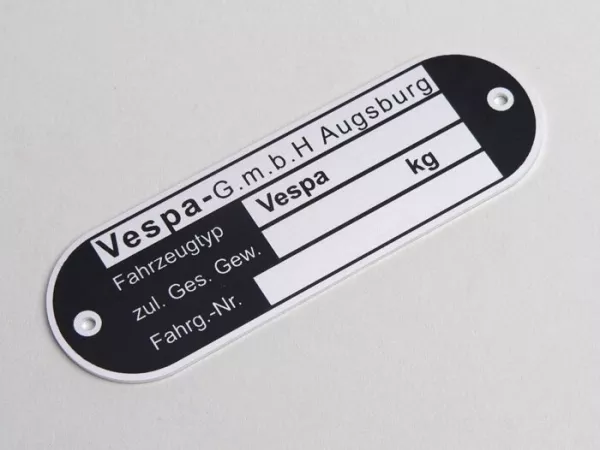 Vespa-G.m.b.H Augsburg
Fahrzeugtyp Vespa kg
zul. Ges. Gew.
Fahrg.-Nr.